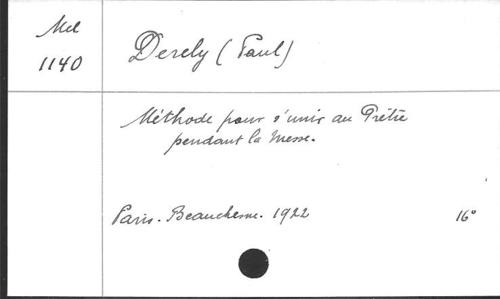 Mel
1140
Derely (Paul)
Méthode pour s'unir au Prêtre
pendant la Messe.
Paris. Beauchesne. 1922
16°